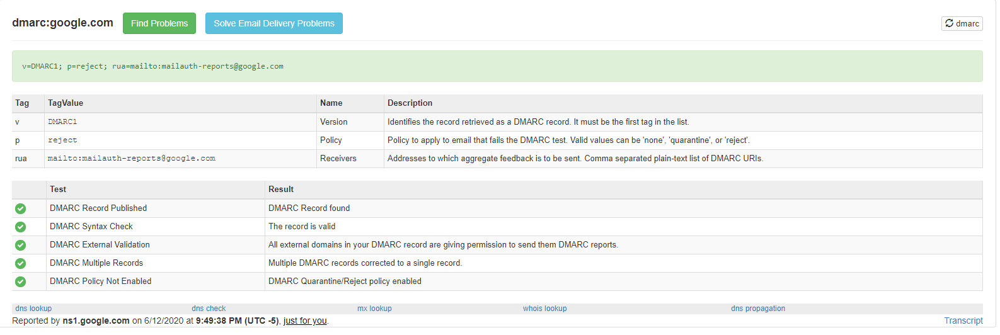 dmarc:google.com Find Problems Solve Email Delivery Problems dmarc
v=DMARC1; p=reject; rua=mailto:mailauth-reports@google.com
Tag TagValue Name Description
v DMARC1 Version Identifies the record retrieved as a DMARC record. It must be the first tag in the list.
p reject Policy Policy to apply to email that fails the DMARC test. Valid values can be 'none', 'quarantine', or 'reject'.
rua mailto:mailauth-reports@google.com Receivers Addresses to which aggregate feedback is to be sent. Comma separated plain-text list of DMARC URIs.
Test Result
DMARC Record Published DMARC Record found
DMARC Syntax Check The record is valid
DMARC External Validation All external domains in your DMARC record are giving permission to send them DMARC reports.
DMARC Multiple Records Multiple DMARC records corrected to a single record.
DMARC Policy Not Enabled DMARC Quarantine/Reject policy enabled
dns lookup dns check mx lookup whois lookup dns propagation
Reported by ns1.google.com on 6/12/2020 at 9:49:38 PM (UTC -5), just for you. Transcript